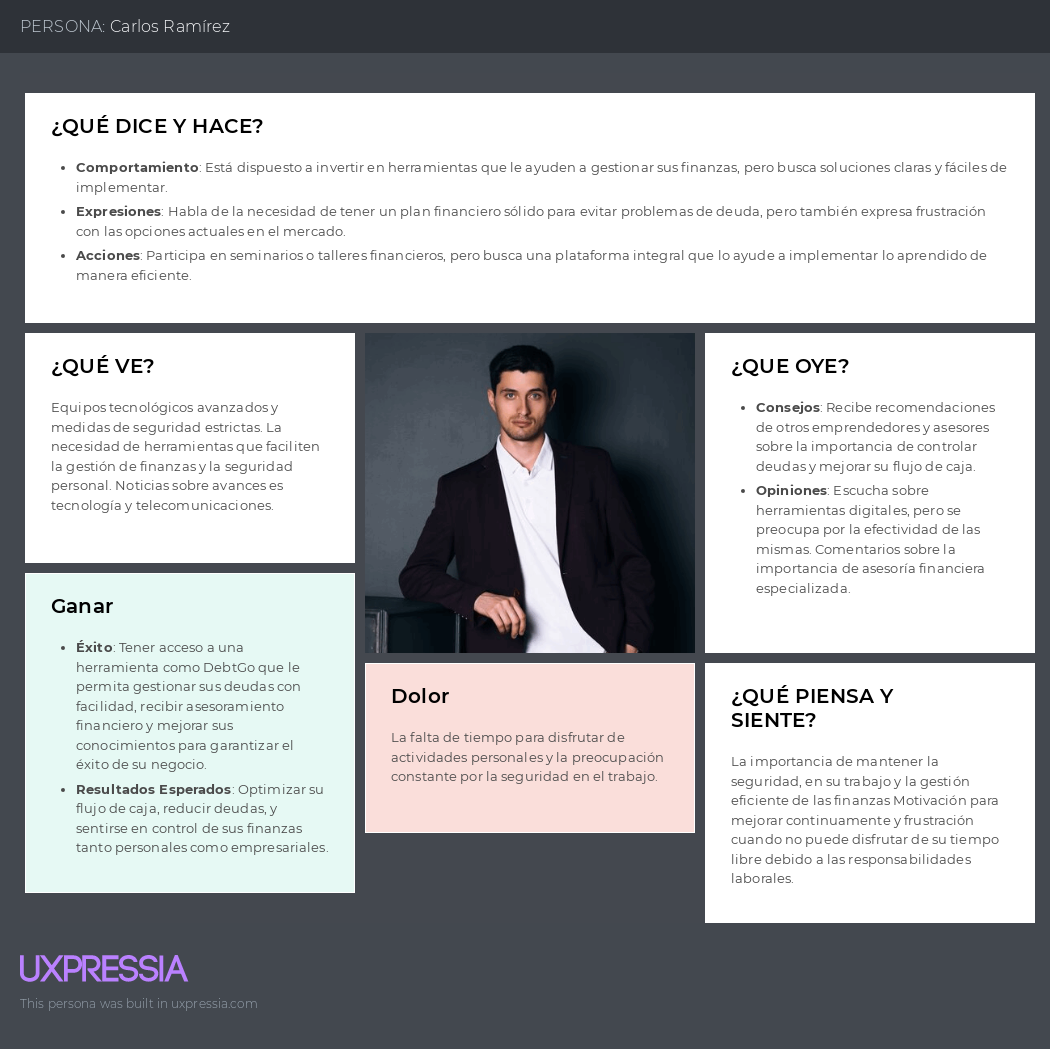 PERSONA: Carlos Ramírez
¿QUÉ DICE Y HACE?
• Comportamiento: Está dispuesto a invertir en herramientas que le ayuden a gestionar sus finanzas, pero busca soluciones claras y fáciles de
implementar.
• Expresiones: Habla de la necesidad de tener un plan financiero sólido para evitar problemas de deuda, pero también expresa frustración
con las opciones actuales en el mercado.
• Acciones: Participa en seminarios o talleres financieros, pero busca una plataforma integral que lo ayude a implementar lo aprendido de
manera eficiente.
¿QUÉ VE?
Equipos tecnológicos avanzados y
medidas de seguridad estrictas. La
necesidad de herramientas que faciliten
la gestión de finanzas y la seguridad
personal. Noticias sobre avances es
tecnología y telecomunicaciones.
¿QUE OYE?
• Consejos: Recibe recomendaciones
de otros emprendedores y asesores
sobre la importancia de controlar
deudas y mejorar su flujo de caja.
• Opiniones: Escucha sobre
herramientas digitales, pero se
preocupa por la efectividad de las
mismas. Comentarios sobre la
importancia de asesoría financiera
especializada.
Ganar
• Éxito: Tener acceso a una
herramienta como DebtGo que le
permita gestionar sus deudas con
facilidad, recibir asesoramiento
financiero y mejorar sus
conocimientos para garantizar el
éxito de su negocio.
• Resultados Esperados: Optimizar su
flujo de caja, reducir deudas, y
sentirse en control de sus finanzas
tanto personales como empresariales.
Dolor
La falta de tiempo para disfrutar de
actividades personales y la preocupación
constante por la seguridad en el trabajo.
¿QUÉ PIENSA Y
SIENTE?
La importancia de mantener la
seguridad, en su trabajo y la gestión
eficiente de las finanzas Motivación para
mejorar continuamente y frustración
cuando no puede disfrutar de su tiempo
libre debido a las responsabilidades
laborales.
UXPRESSIA
This persona was built in uxpressia.com